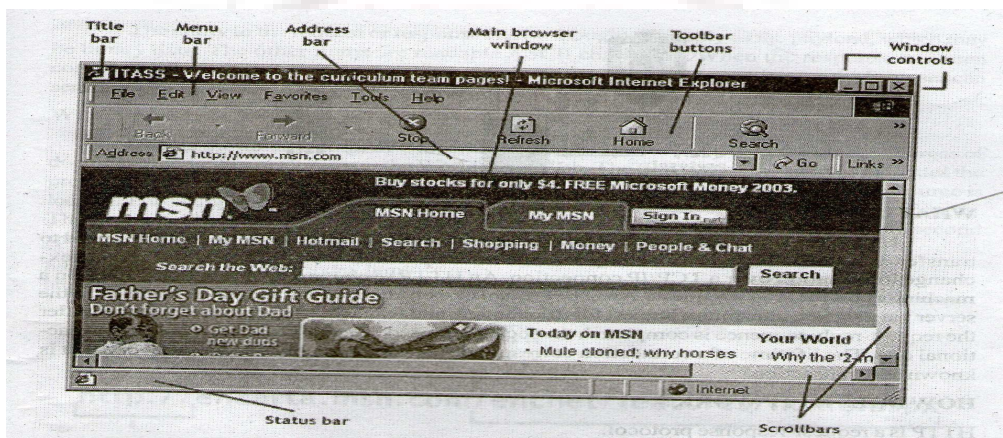 Title bar
Menu bar
Address bar
Main browser window
Toolbar buttons
Window controls
ITASS - Welcome to the curriculum team pages! - Microsoft Internet Explorer
File Edit View Favorites Tools Help
Back Forward Stop Refresh Home Search »
Address http://www.msn.com Go Links »
Buy stocks for only $4. FREE Microsoft Money 2003.
msn MSN Home My MSN Sign In .net
MSN Home | My MSN | Hotmail | Search | Shopping | Money | People & Chat
Search the Web: Search
Father's Day Gift Guide
Don't forget about Dad
Get Dad new duds
Today on MSN
· Mule cloned; why horses
Your World
· Why the '2-m
Internet
Status bar
Scrollbars